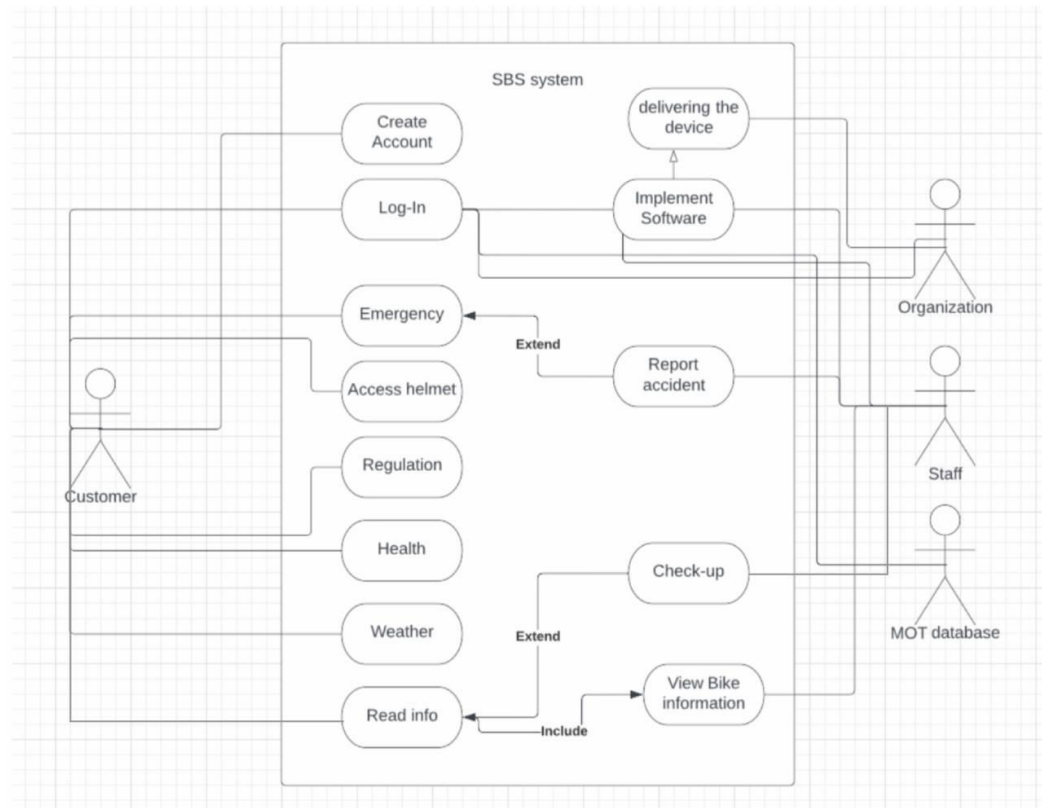 SBS system
Create
Account
delivering the
device
Log-In
Implement
Software
Organization
Emergency
Extend
Report
accident
Access helmet
Customer
Regulation
Staff
Health
Check-up
Weather
Extend
MOT database
Read info
View Bike
information
Include